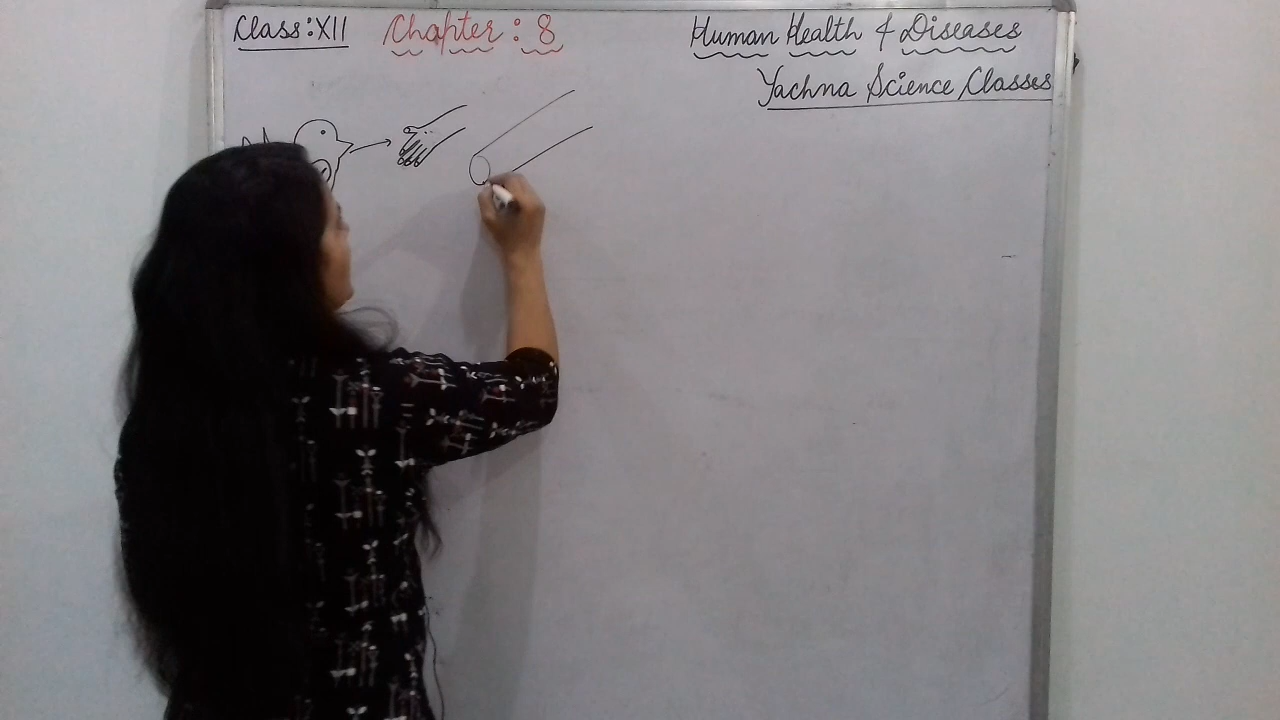 Class:XII Chapter : 8 Human Health & Diseases
Yachna Science Classes